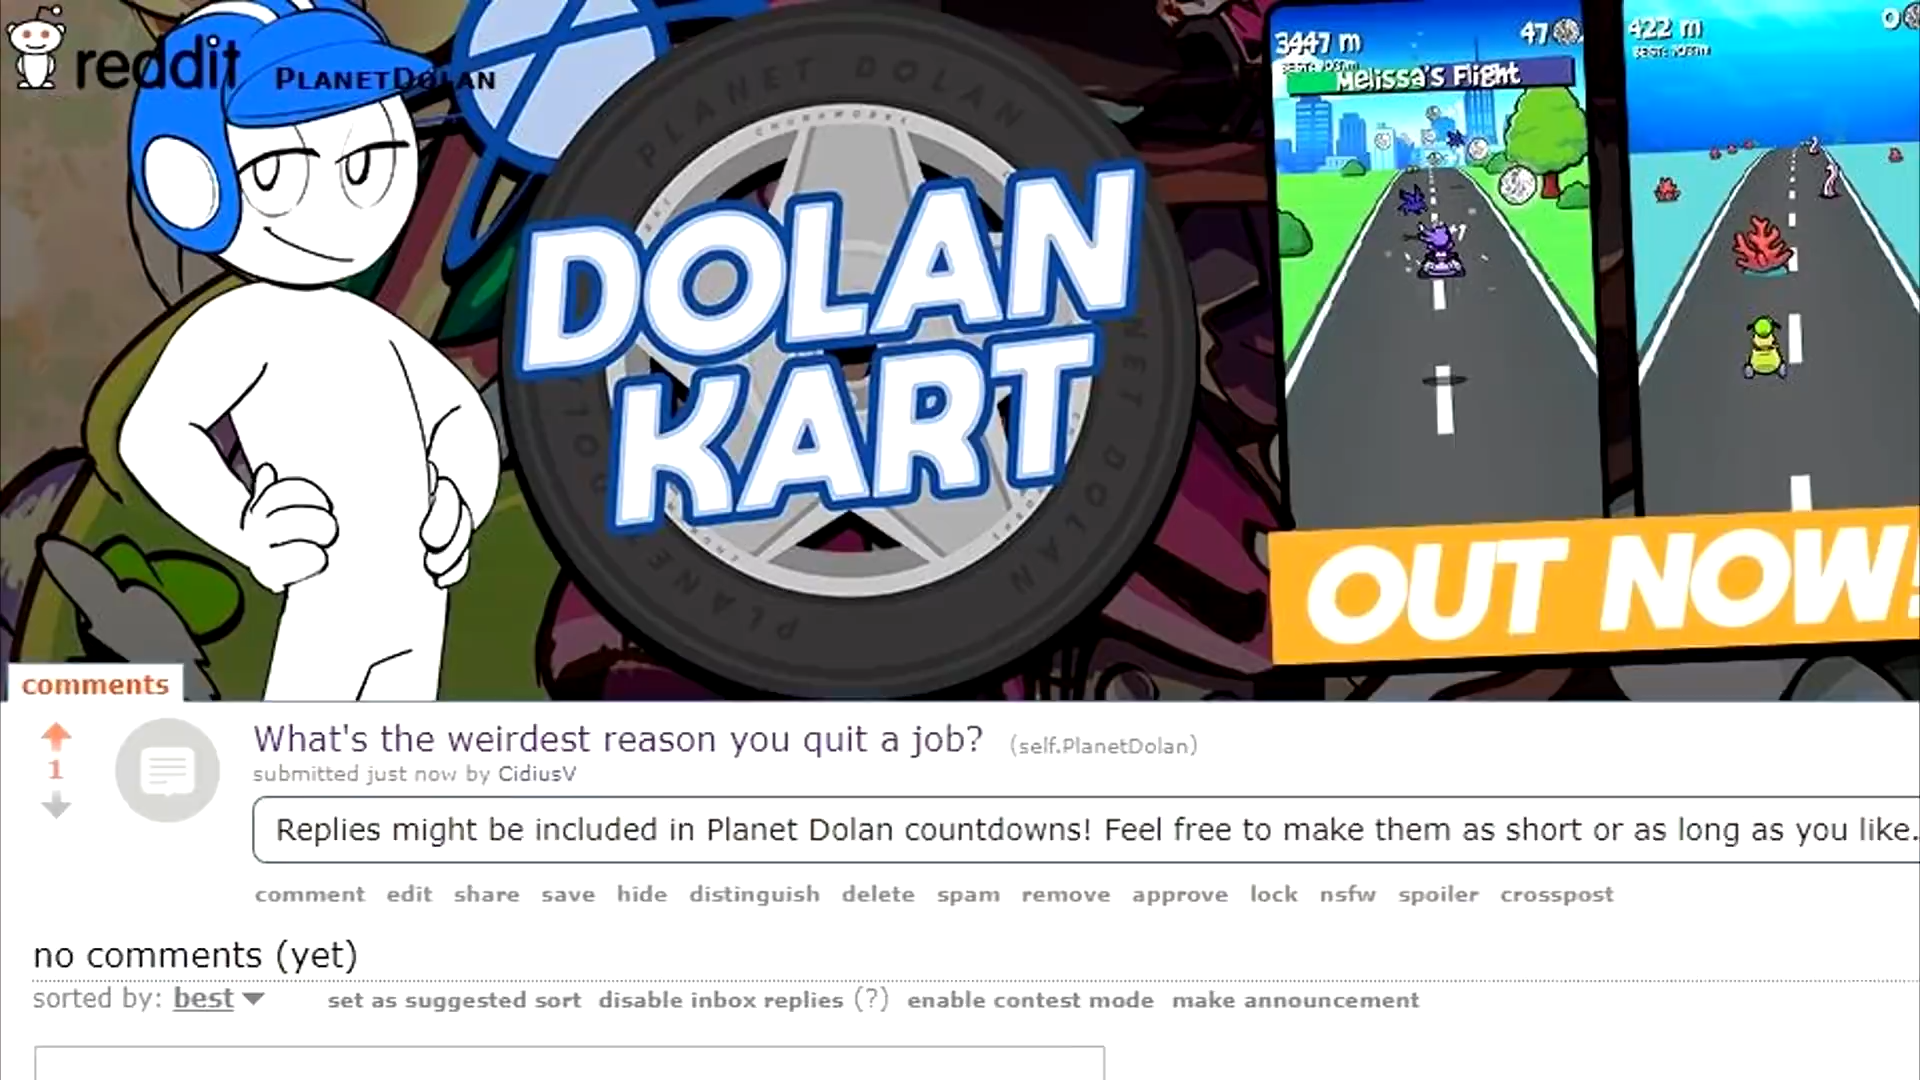 reddit PLANETDOLAN
PLANET DOLAN
DOLAN
KART
3447 m
47
Melissa's Flight
422 m
0
OUT NOW!
comments
1
What's the weirdest reason you quit a job? (self.PlanetDolan)
submitted just now by CidiusV
Replies might be included in Planet Dolan countdowns! Feel free to make them as short or as long as you like.
comment edit share save hide distinguish delete spam remove approve lock nsfw spoiler crosspost
no comments (yet)
sorted by: best set as suggested sort disable inbox replies (?) enable contest mode make announcement